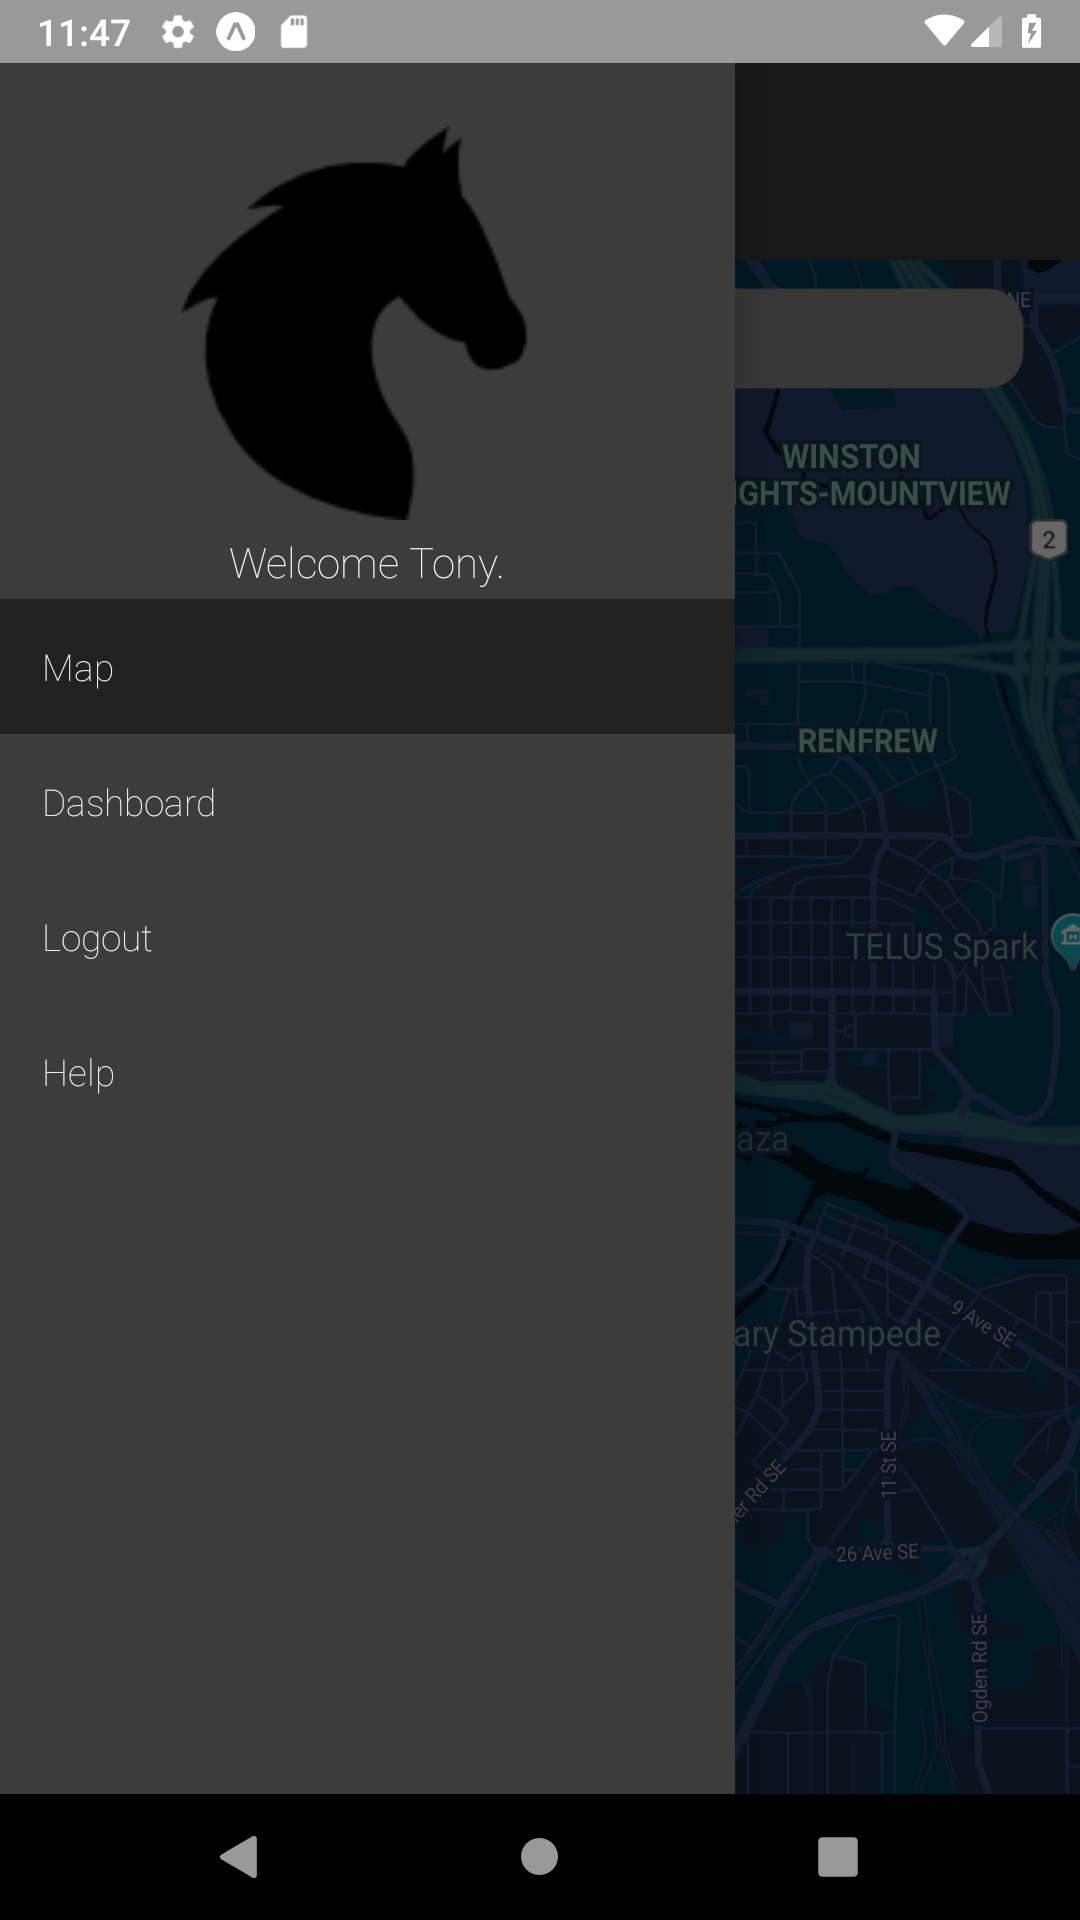 11:47
Welcome Tony.
Map
Dashboard
Logout
Help
NE
WINSTON
IGHTS-MOUNTVIEW
2
RENFREW
TELUS Spark
aza
ary Stampede
9 Ave SE
11 St SE
er Rd SE
26 Ave SE
Ogden Rd SE